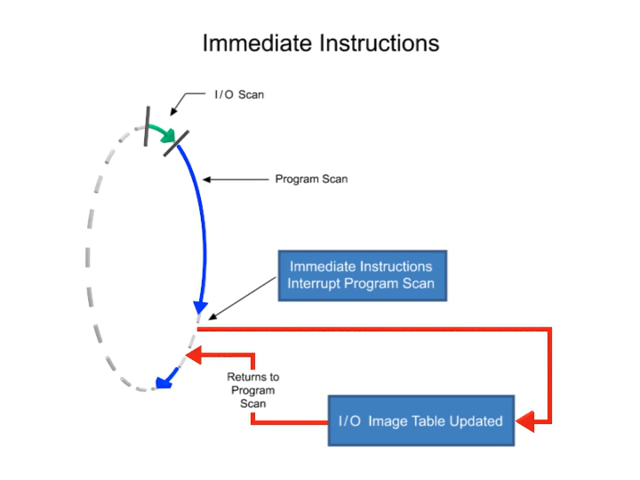 Immediate Instructions
I/O Scan
Program Scan
Immediate Instructions
Interrupt Program Scan
Returns to
Program
Scan
I/O Image Table Updated